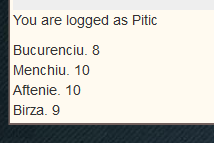 You are logged as Pitic
Bucurenciu. 8
Menchiu. 10
Aftenie. 10
Birza. 9